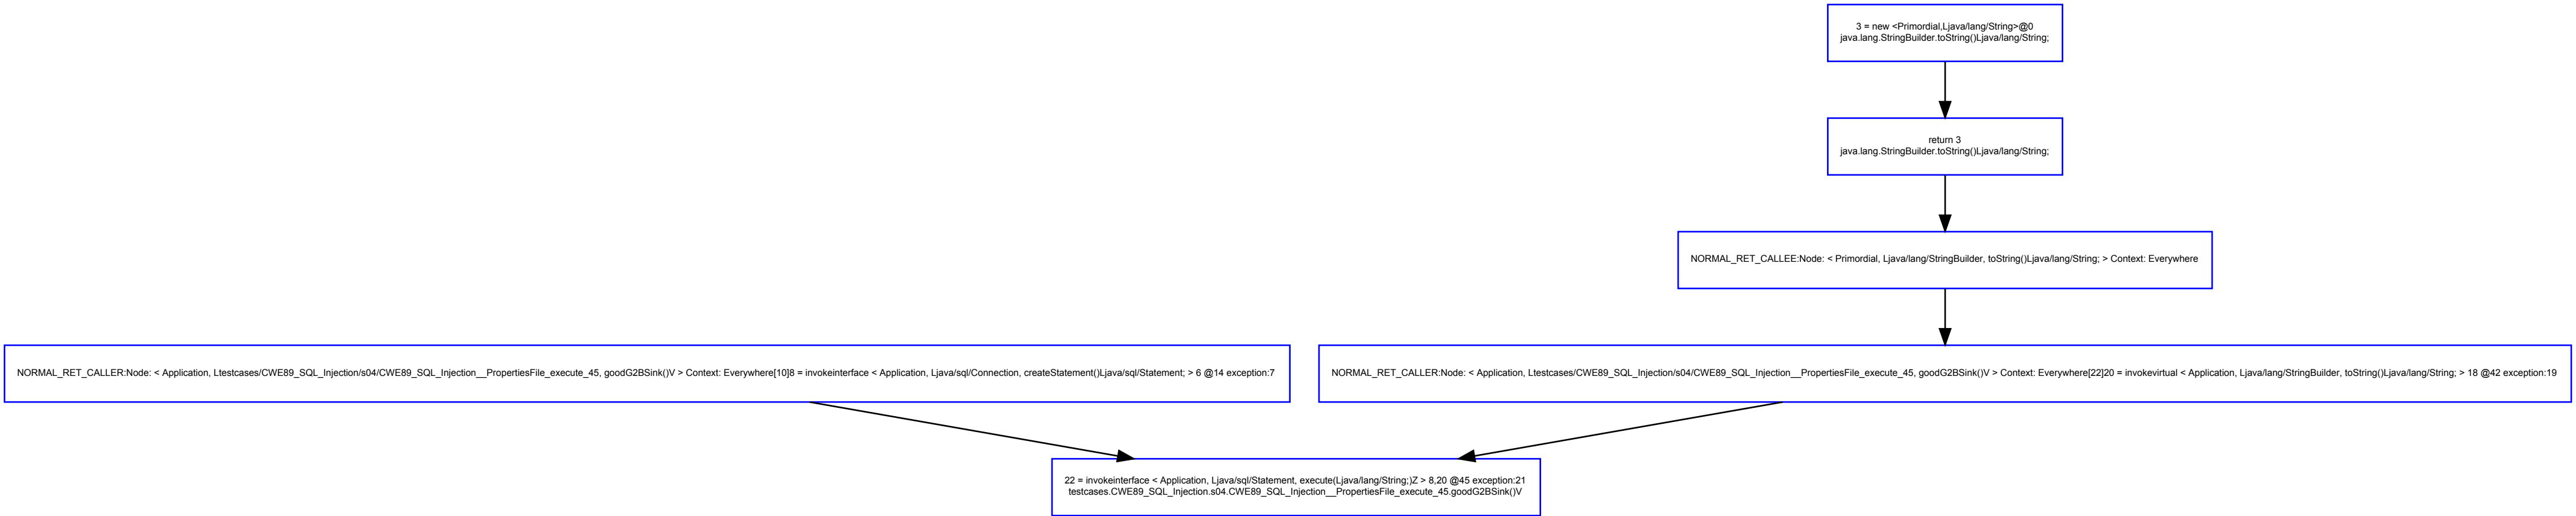 3 = new <Primordial,Ljava/lang/String>@0
java.lang.StringBuilder.toString()Ljava/lang/String;
return 3
java.lang.StringBuilder.toString()Ljava/lang/String;
NORMAL_RET_CALLEE:Node: < Primordial, Ljava/lang/StringBuilder, toString()Ljava/lang/String; > Context: Everywhere
NORMAL_RET_CALLER:Node: < Application, Ltestcases/CWE89_SQL_Injection/s04/CWE89_SQL_Injection__PropertiesFile_execute_45, goodG2BSink()V > Context: Everywhere[10]8 = invokeinterface < Application, Ljava/sql/Connection, createStatement()Ljava/sql/Statement; > 6 @14 exception:7
NORMAL_RET_CALLER:Node: < Application, Ltestcases/CWE89_SQL_Injection/s04/CWE89_SQL_Injection__PropertiesFile_execute_45, goodG2BSink()V > Context: Everywhere[22]20 = invokevirtual < Application, Ljava/lang/StringBuilder, toString()Ljava/lang/String; > 18 @42 exception:19
22 = invokeinterface < Application, Ljava/sql/Statement, execute(Ljava/lang/String;)Z > 8,20 @45 exception:21
testcases.CWE89_SQL_Injection.s04.CWE89_SQL_Injection__PropertiesFile_execute_45.goodG2BSink()V